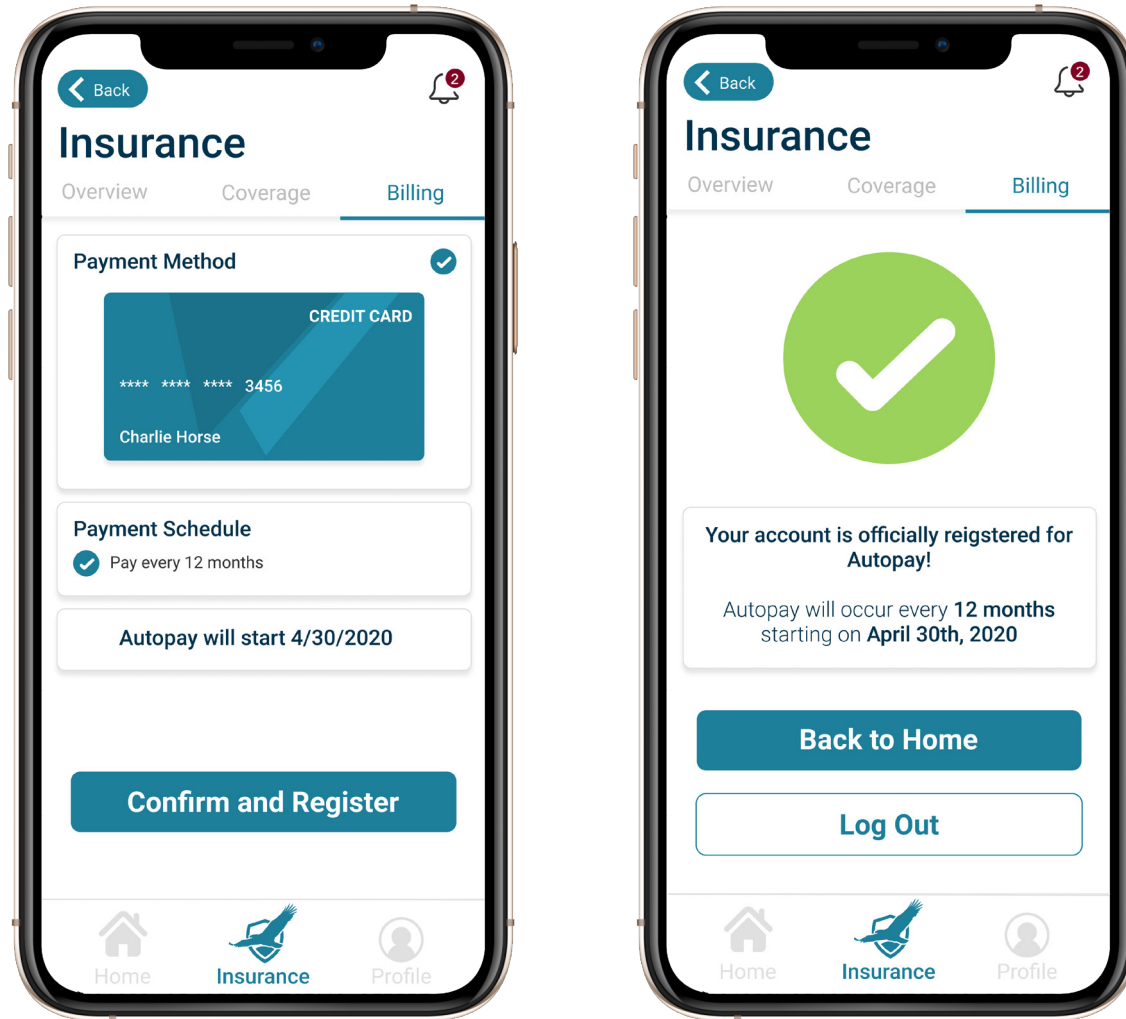 Back
2
Insurance
Overview Coverage Billing
Payment Method
CREDIT CARD
**** **** **** 3456
Charlie Horse
Payment Schedule
Pay every 12 months
Autopay will start 4/30/2020
Confirm and Register
Home Insurance Profile
Back
2
Insurance
Overview Coverage Billing
Your account is officially reigstered for
Autopay!
Autopay will occur every 12 months
starting on April 30th, 2020
Back to Home
Log Out
Home Insurance Profile